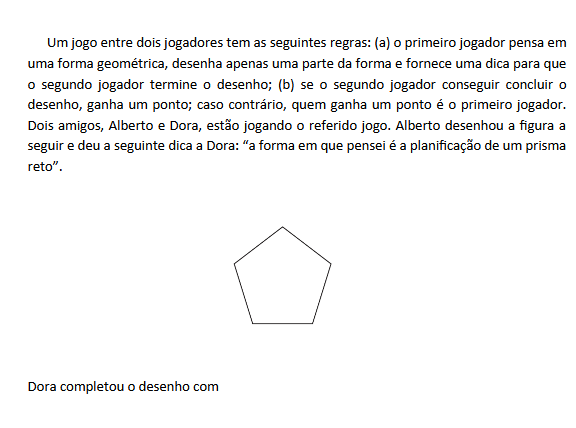 Um jogo entre dois jogadores tem as seguintes regras: (a) o primeiro jogador pensa em
uma forma geométrica, desenha apenas uma parte da forma e fornece uma dica para que
o segundo jogador termine o desenho; (b) se o segundo jogador conseguir concluir o
desenho, ganha um ponto; caso contrário, quem ganha um ponto é o primeiro jogador.
Dois amigos, Alberto e Dora, estão jogando o referido jogo. Alberto desenhou a figura a
seguir e deu a seguinte dica a Dora: “a forma em que pensei é a planificação de um prisma
reto”.
Dora completou o desenho com